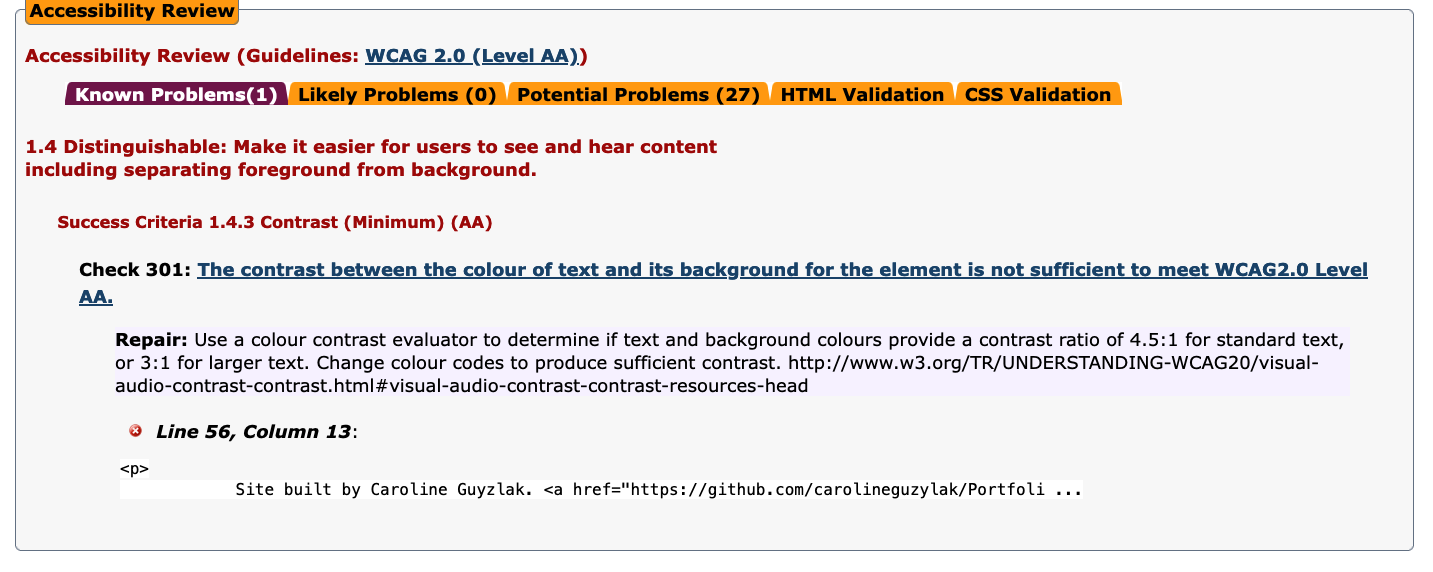 Accessibility Review
Accessibility Review (Guidelines: WCAG 2.0 (Level AA))
Known Problems(1) Likely Problems (0) Potential Problems (27) HTML Validation CSS Validation
1.4 Distinguishable: Make it easier for users to see and hear content
including separating foreground from background.
Success Criteria 1.4.3 Contrast (Minimum) (AA)
Check 301: The contrast between the colour of text and its background for the element is not sufficient to meet WCAG2.0 Level
AA.
Repair: Use a colour contrast evaluator to determine if text and background colours provide a contrast ratio of 4.5:1 for standard text,
or 3:1 for larger text. Change colour codes to produce sufficient contrast. http://www.w3.org/TR/UNDERSTANDING-WCAG20/visual-
audio-contrast-contrast.html#visual-audio-contrast-contrast-resources-head
Line 56, Column 13:
<p>
Site built by Caroline Guyzlak. <a href="https://github.com/carolineguzylak/Portfoli ...